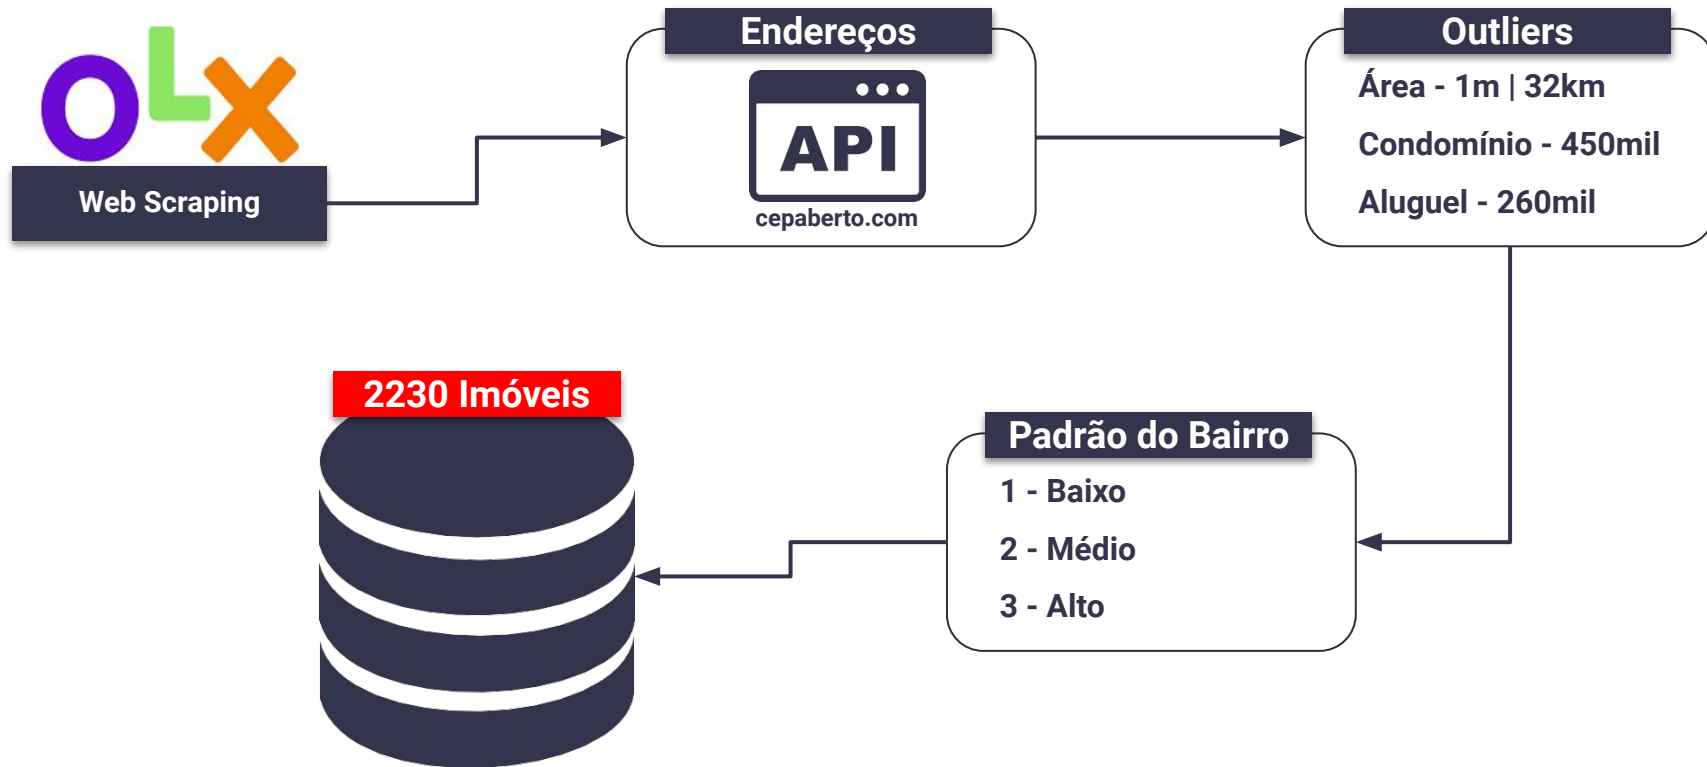 OLX
Web Scraping
Endereços
API
cepaberto.com
Outliers
Área - 1m | 32km
Condomínio - 450mil
Aluguel - 260mil
Padrão do Bairro
1 - Baixo
2 - Médio
3 - Alto
2230 Imóveis